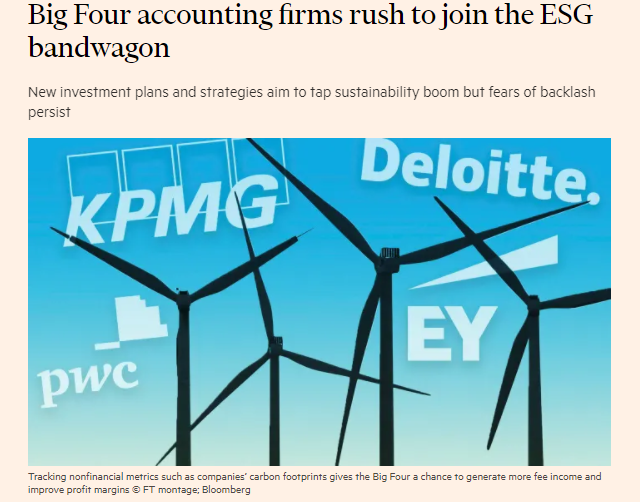 Big Four accounting firms rush to join the ESG
bandwagon
New investment plans and strategies aim to tap sustainability boom but fears of backlash
persist
KPMG
Deloitte.
EY
pwc
Tracking nonfinancial metrics such as companies’ carbon footprints gives the Big Four a chance to generate more fee income and
improve profit margins © FT montage; Bloomberg